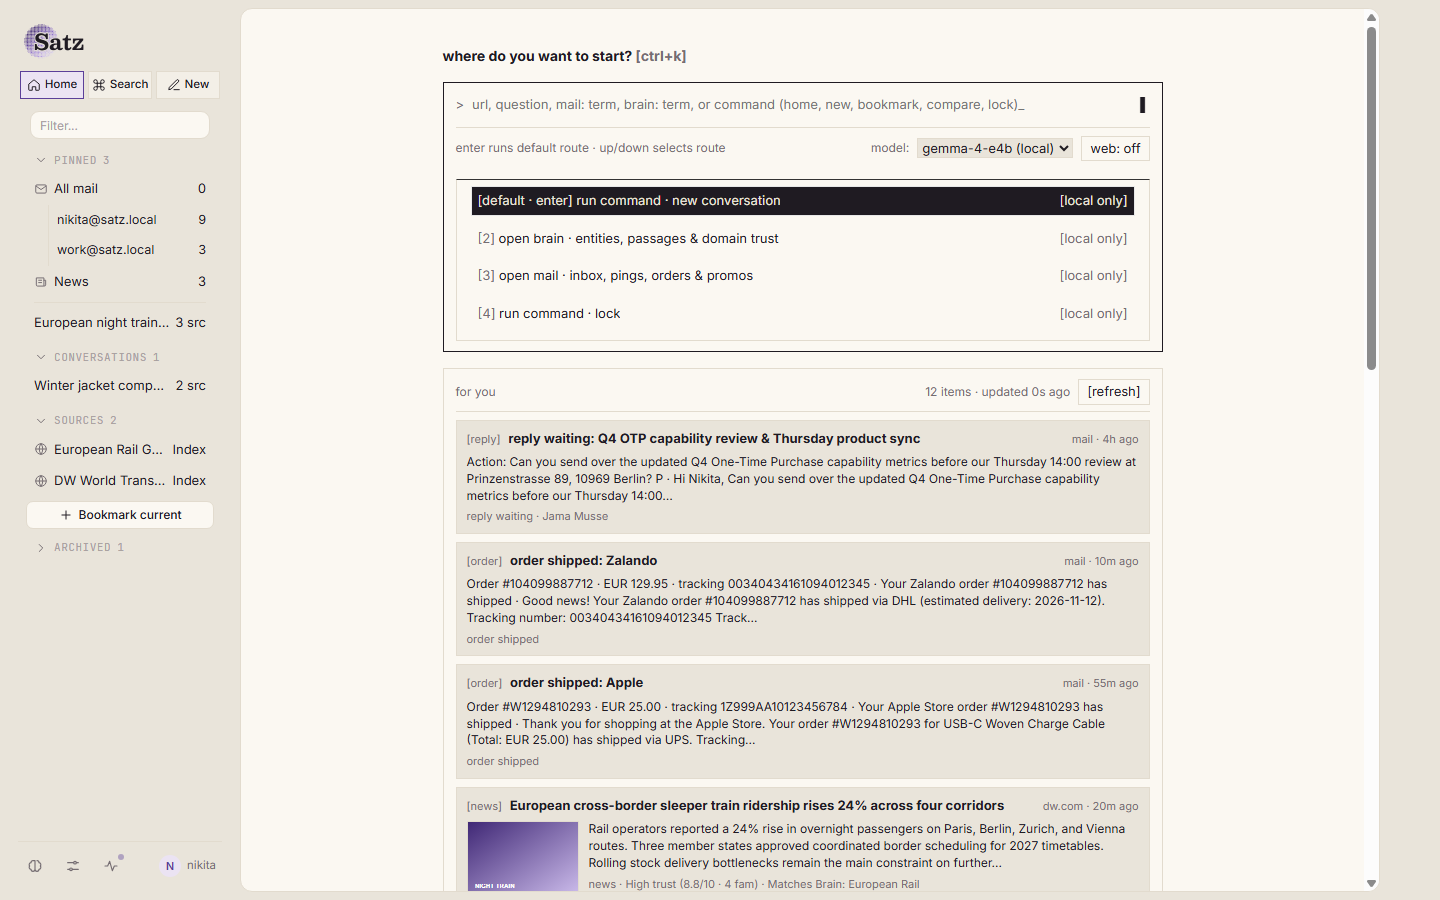 Satz
Home
Search
New
Filter...
PINNED 3
All mail 0
nikita@satz.local 9
work@satz.local 3
News 3
European night train... 3 src
CONVERSATIONS 1
Winter jacket comp... 2 src
SOURCES 2
European Rail G... Index
DW World Trans... Index
+ Bookmark current
ARCHIVED 1
N nikita
where do you want to start? [ctrl+k]
> url, question, mail: term, brain: term, or command (home, new, bookmark, compare, lock)_
enter runs default route · up/down selects route
model: gemma-4-e4b (local)
web: off
[default · enter] run command · new conversation [local only]
[2] open brain · entities, passages & domain trust [local only]
[3] open mail · inbox, pings, orders & promos [local only]
[4] run command · lock [local only]
for you 12 items · updated 0s ago [refresh]
[reply] reply waiting: Q4 OTP capability review & Thursday product sync mail · 4h ago
Action: Can you send over the updated Q4 One-Time Purchase capability metrics before our Thursday 14:00 review at
Prinzenstrasse 89, 10969 Berlin? P · Hi Nikita, Can you send over the updated Q4 One-Time Purchase capability
metrics before our Thursday 14:00...
reply waiting · Jama Musse
[order] order shipped: Zalando mail · 10m ago
Order #104099887712 · EUR 129.95 · tracking 00340434161094012345 · Your Zalando order #104099887712 has
shipped · Good news! Your Zalando order #104099887712 has shipped via DHL (estimated delivery: 2026-11-12).
Tracking number: 00340434161094012345 Track...
order shipped
[order] order shipped: Apple mail · 55m ago
Order #W1294810293 · EUR 25.00 · tracking 1Z999AA10123456784 · Your Apple Store order #W1294810293 has
shipped · Thank you for shopping at the Apple Store. Your order #W1294810293 for USB-C Woven Charge Cable
(Total: EUR 25.00) has shipped via UPS. Tracking...
order shipped
[news] European cross-border sleeper train ridership rises 24% across four corridors dw.com · 20m ago
Rail operators reported a 24% rise in overnight passengers on Paris, Berlin, Zurich, and Vienna
routes. Three member states approved coordinated border scheduling for 2027 timetables.
Rolling stock delivery bottlenecks remain the main constraint on further...
NIGHT TRAIN
news · High trust (8.8/10 · 4 fam) · Matches Brain: European Rail